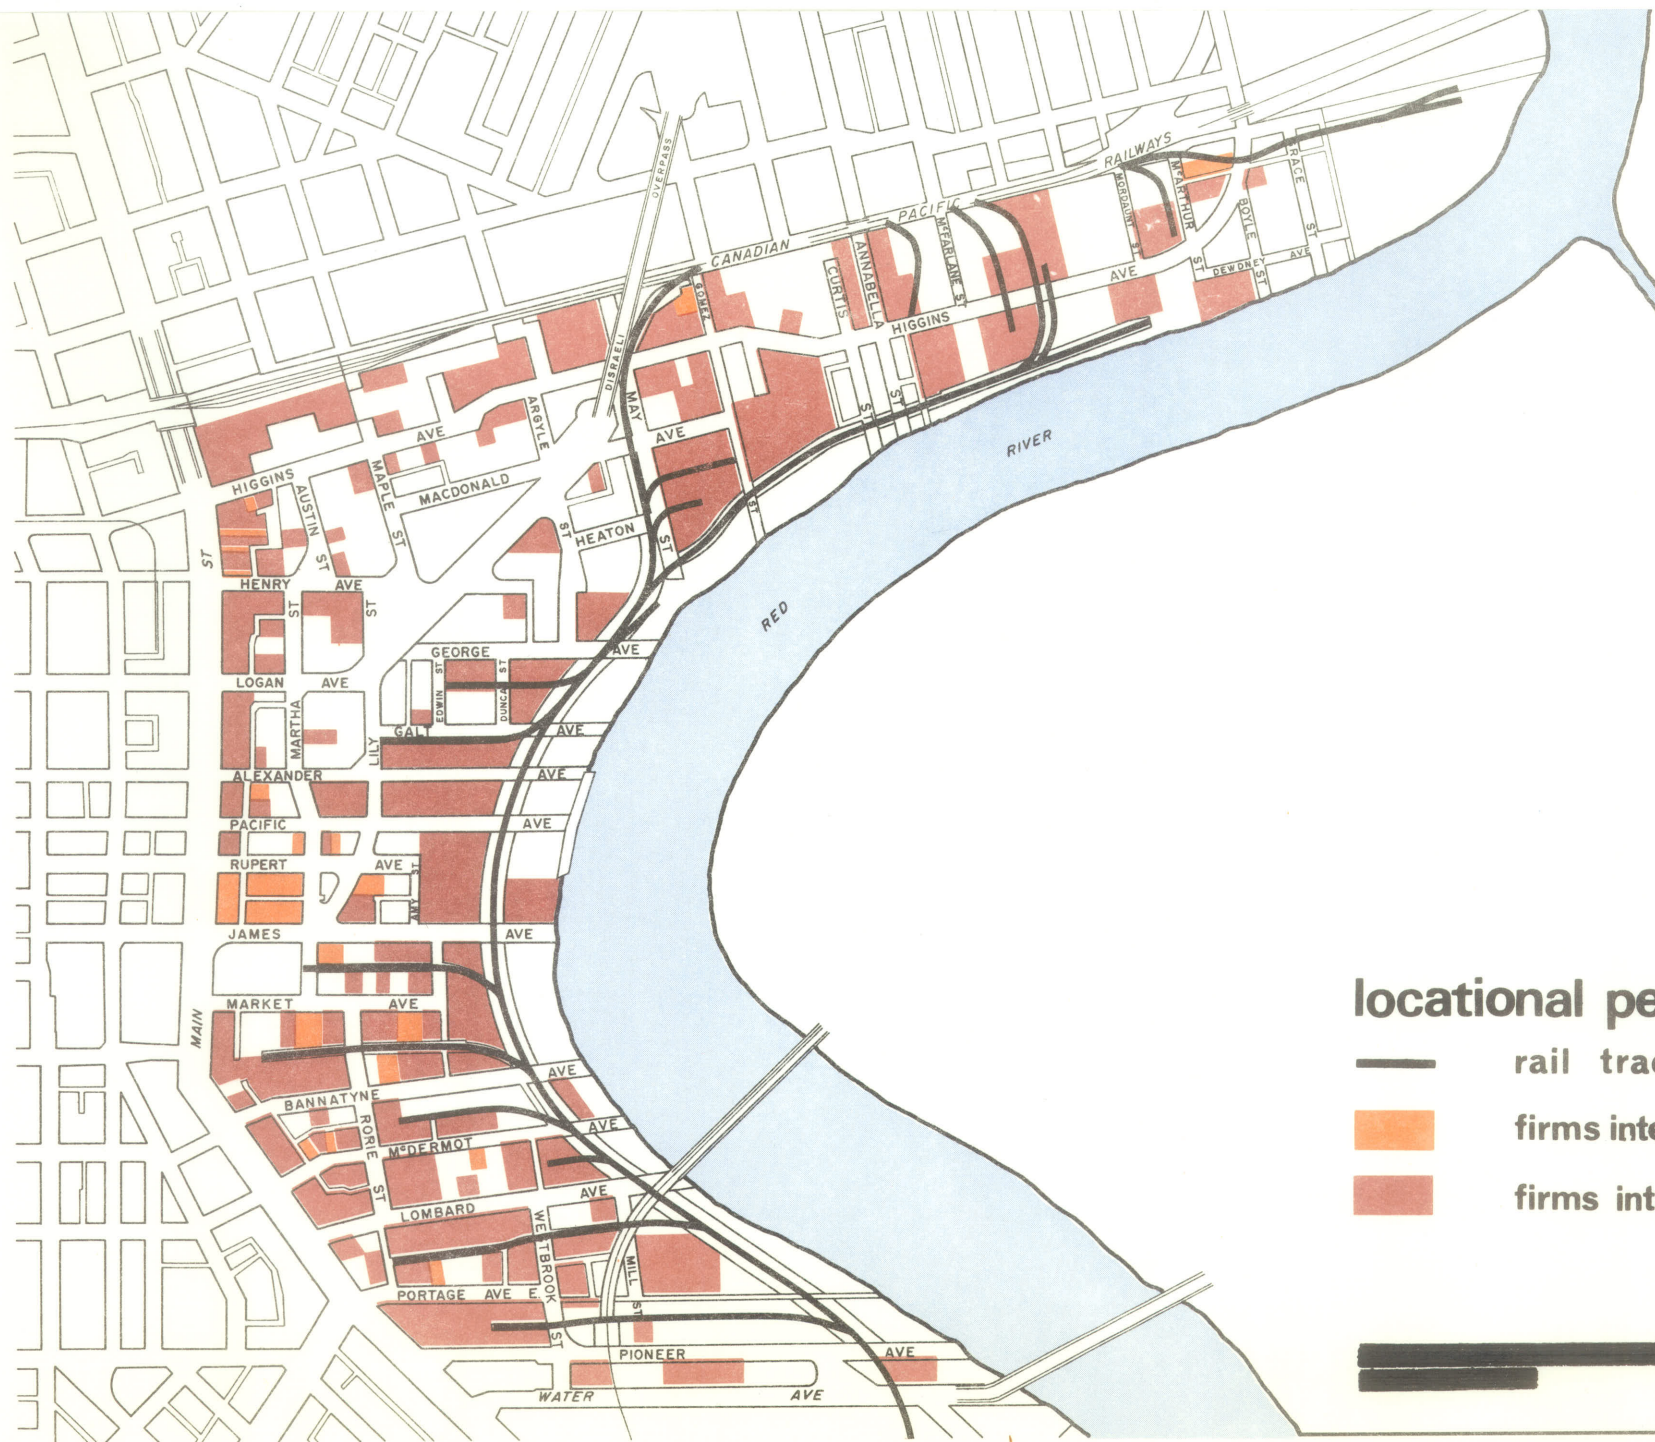 OVERPASS
RAILWAYS
RACE
ST
McARTHUR
ST
MORDAUNT
ST
BOYLE
ST
DEWDNEY AVE
CANADIAN
PACIFIC
McFARLANE ST
ANNABELLA
ST
CURTIS
ST
GOMEZ
ST
HIGGINS
AVE
DISRAELI
MAY
ST
AVE
ARGYLE
ST
AVE
HIGGINS
MAPLE
ST
MACDONALD
AUSTIN
ST
HEATON
ST
RIVER
RED
HENRY
AVE
ST
ST
GEORGE
AVE
LOGAN
AVE
EDWIN ST
DUNCAN ST
MARTHA
LILY
GALT
AVE
ALEXANDER
AVE
PACIFIC
AVE
RUPERT
AVE
AMY
ST
JAMES
AVE
MARKET
AVE
MAIN
BANNATYNE
AVE
RORIE
ST
McDERMOT
AVE
LOMBARD
AVE
WESTBROOK
ST
MILL
ST
PORTAGE AVE E.
PIONEER
AVE
WATER
AVE
locational pe
rail trac
firms inte
firms int